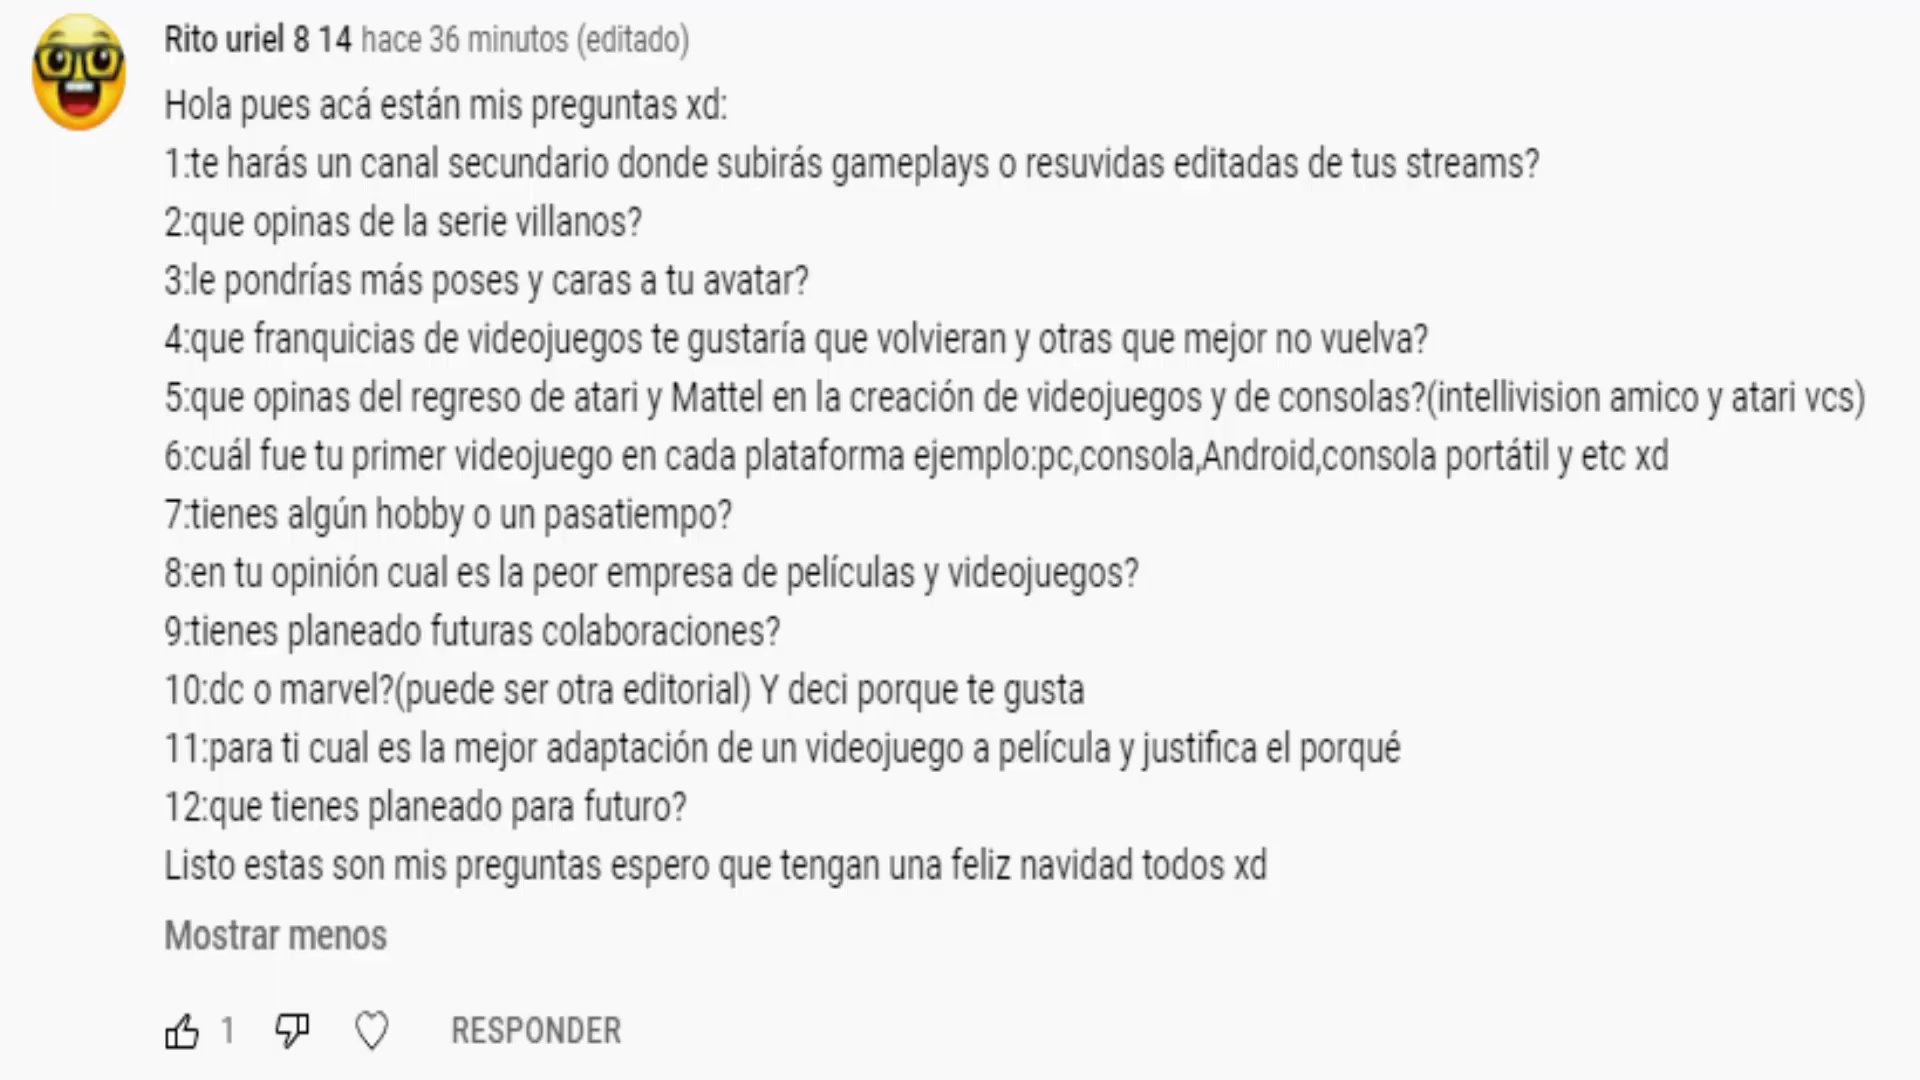 Rito uriel 8 14 hace 36 minutos (editado)
Hola pues acá están mis preguntas xd:
1:te harás un canal secundario donde subirás gameplays o resuvidas editadas de tus streams?
2:que opinas de la serie villanos?
3:le pondrías más poses y caras a tu avatar?
4:que franquicias de videojuegos te gustaría que volvieran y otras que mejor no vuelva?
5:que opinas del regreso de atari y Mattel en la creación de videojuegos y de consolas?(intellivision amico y atari vcs)
6:cuál fue tu primer videojuego en cada plataforma ejemplo:pc,consola,Android,consola portátil y etc xd
7:tienes algún hobby o un pasatiempo?
8:en tu opinión cual es la peor empresa de películas y videojuegos?
9:tienes planeado futuras colaboraciones?
10:dc o marvel?(puede ser otra editorial) Y deci porque te gusta
11:para ti cual es la mejor adaptación de un videojuego a película y justifica el porqué
12:que tienes planeado para futuro?
Listo estas son mis preguntas espero que tengan una feliz navidad todos xd
Mostrar menos
1 RESPONDER